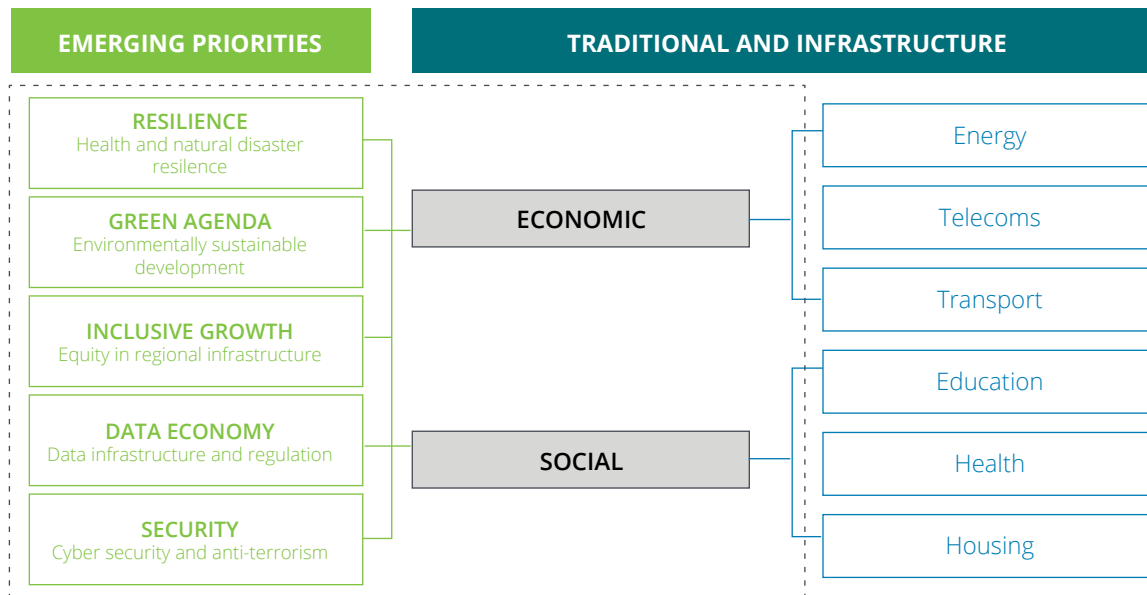 EMERGING PRIORITIES
TRADITIONAL AND INFRASTRUCTURE
RESILIENCE
Health and natural disaster
resilence
GREEN AGENDA
Environmentally sustainable
development
INCLUSIVE GROWTH
Equity in regional infrastructure
DATA ECONOMY
Data infrastructure and regulation
SECURITY
Cyber security and anti-terrorism
ECONOMIC
SOCIAL
Energy
Telecoms
Transport
Education
Health
Housing